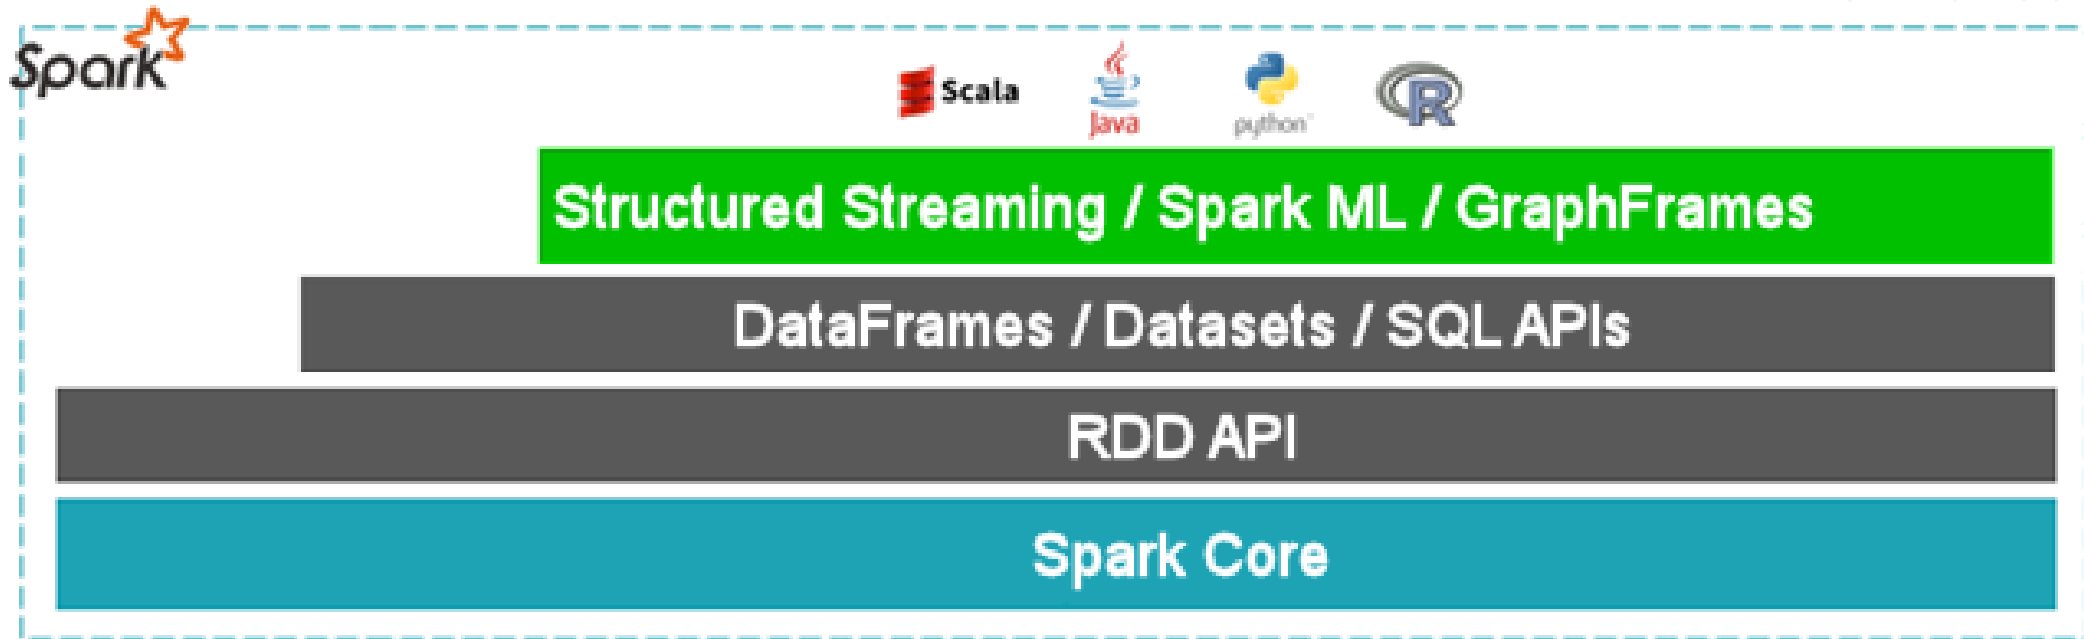 Spark
Scala
Java
python
R
Structured Streaming / Spark ML / GraphFrames
DataFrames / Datasets / SQL APIs
RDD API
Spark Core